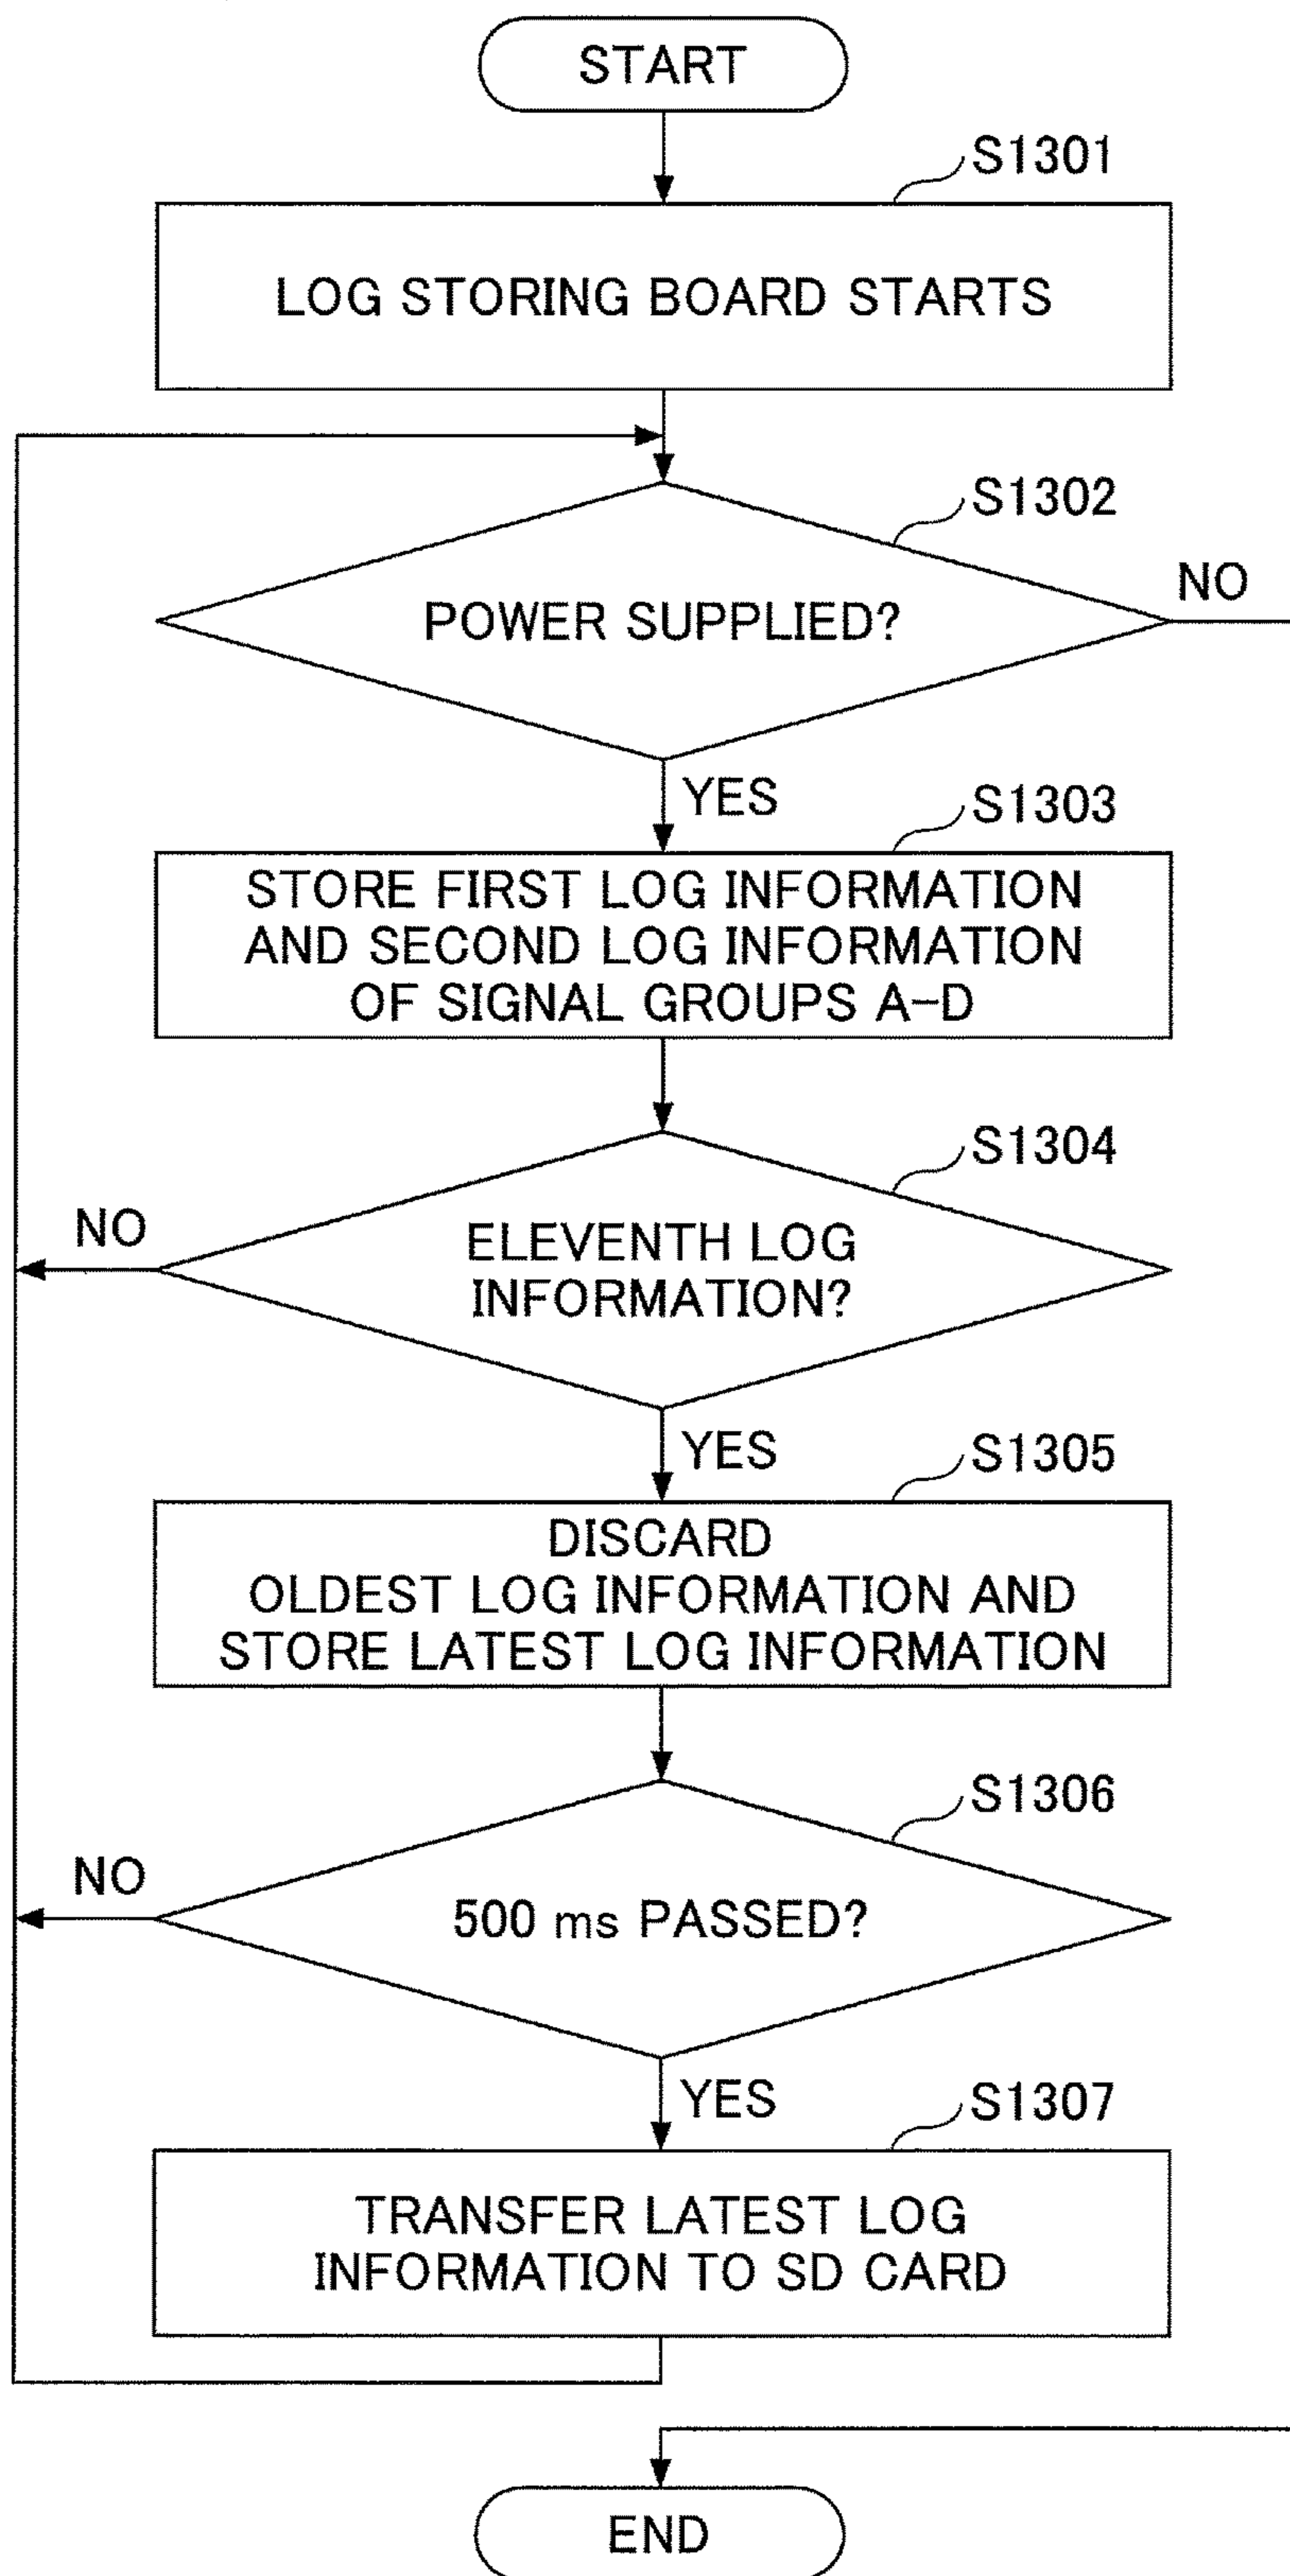 START
S1301
LOG STORING BOARD STARTS
S1302
NO
POWER SUPPLIED?
YES
S1303
STORE FIRST LOG INFORMATION
AND SECOND LOG INFORMATION
OF SIGNAL GROUPS A-D
S1304
NO
ELEVENTH LOG
INFORMATION?
YES
S1305
DISCARD
OLDEST LOG INFORMATION AND
STORE LATEST LOG INFORMATION
S1306
NO
500 ms PASSED?
YES
S1307
TRANSFER LATEST LOG
INFORMATION TO SD CARD
END